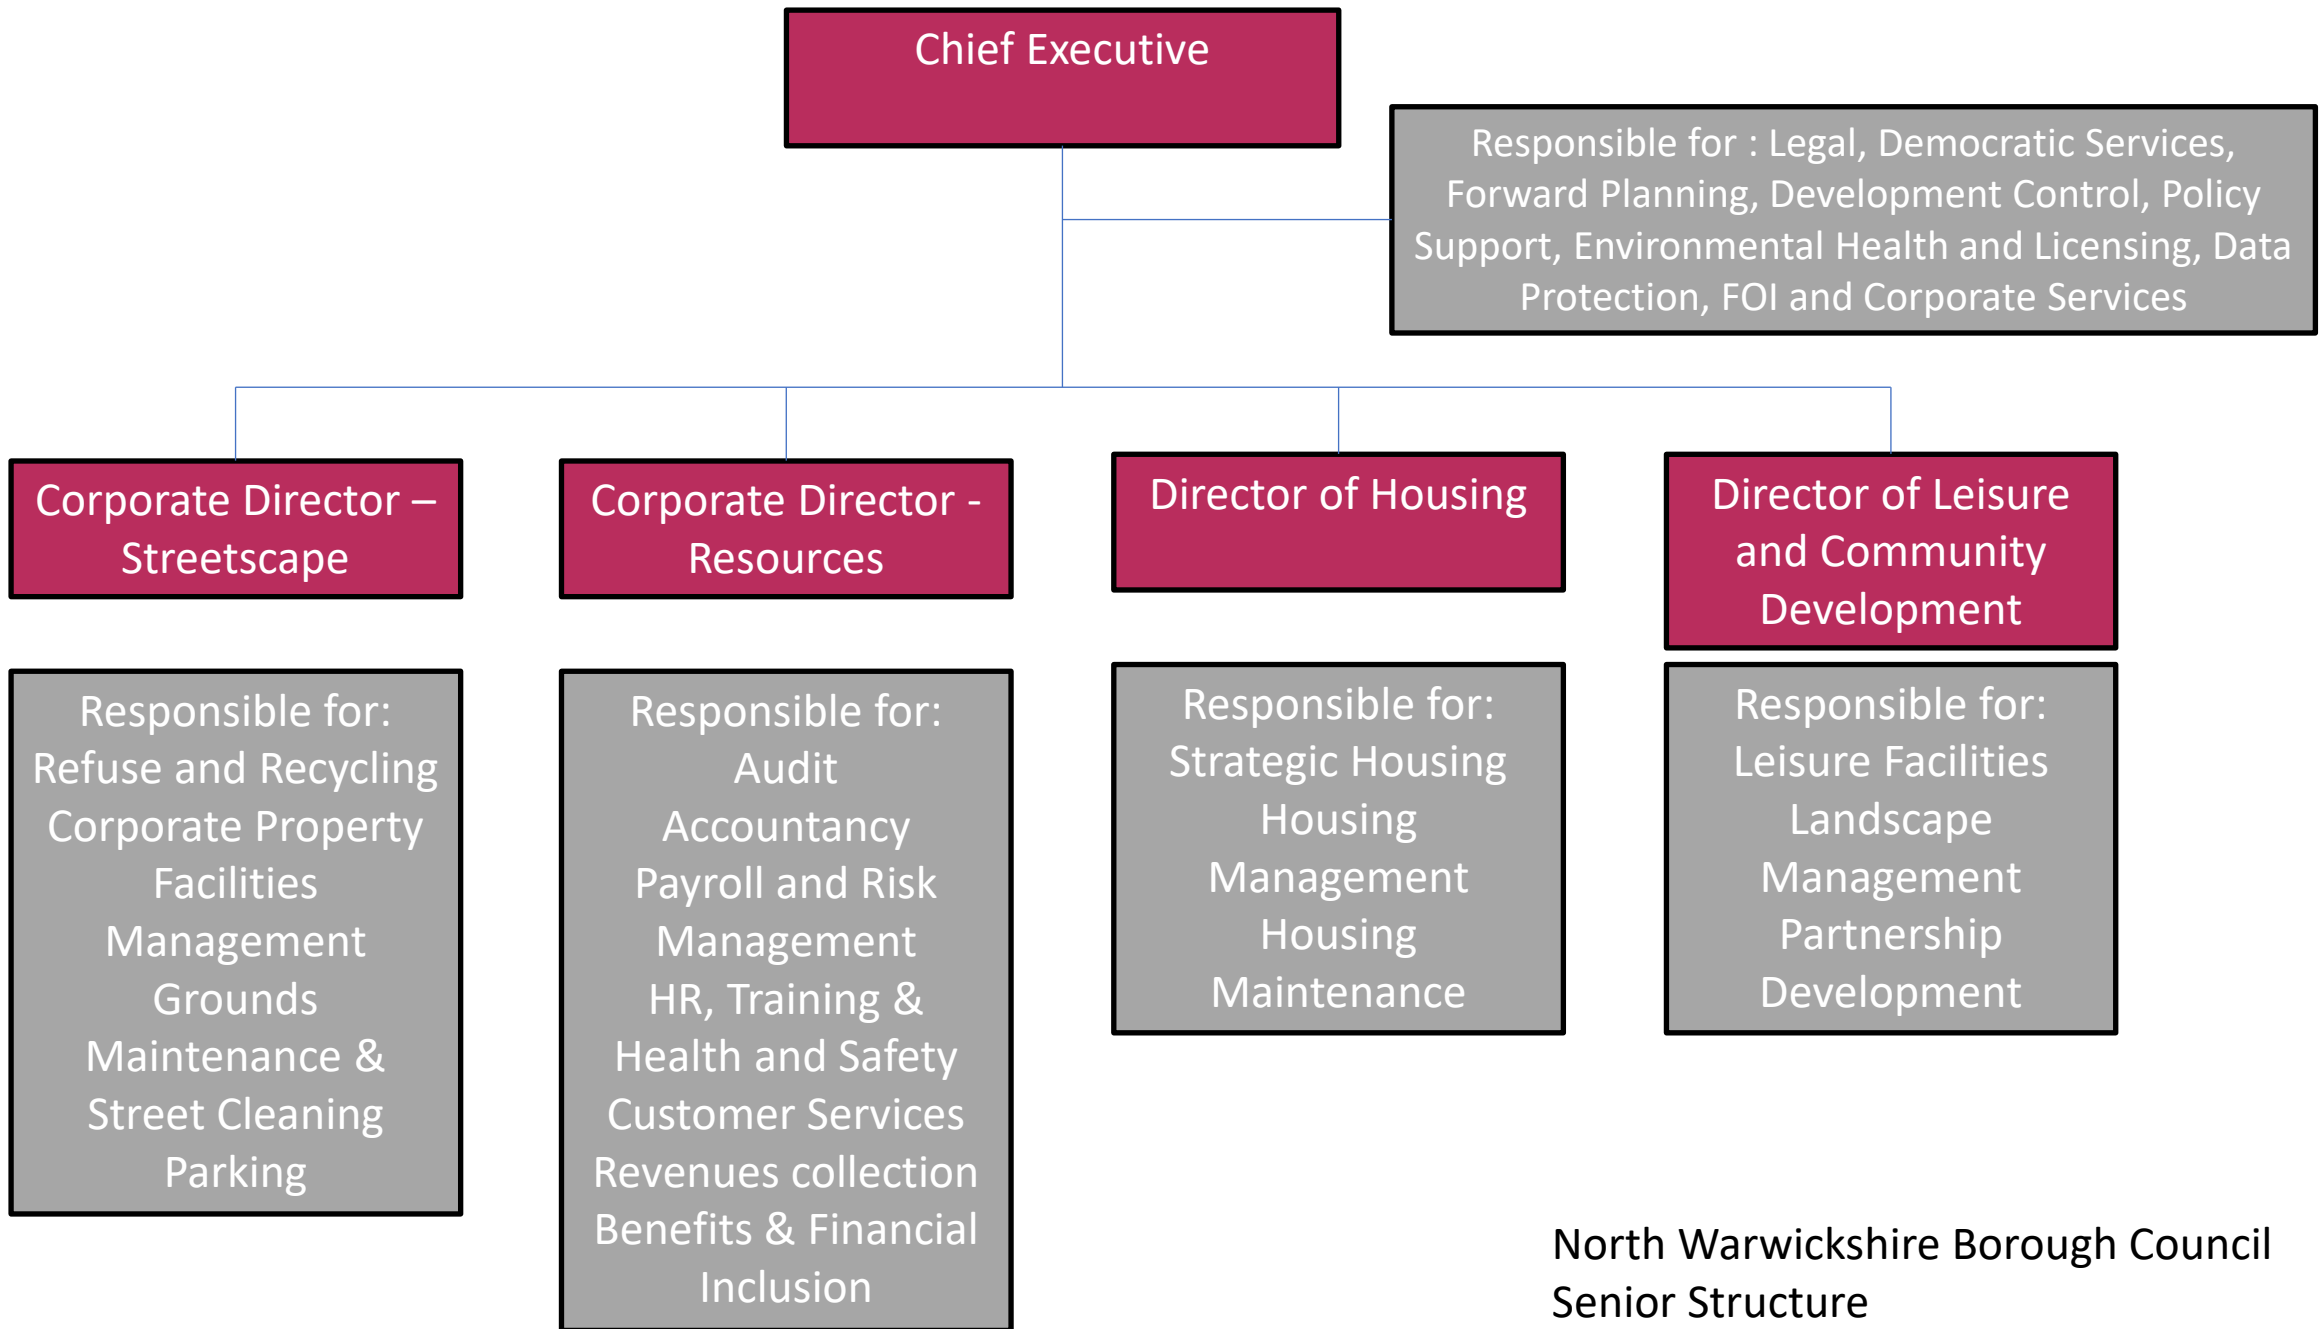 Chief Executive
Responsible for : Legal, Democratic Services,
Forward Planning, Development Control, Policy
Support, Environmental Health and Licensing, Data
Protection, FOI and Corporate Services
Corporate Director –
Streetscape
Corporate Director -
Resources
Director of Housing
Director of Leisure
and Community
Development
Responsible for:
Refuse and Recycling
Corporate Property
Facilities
Management
Grounds
Maintenance &
Street Cleaning
Parking
Responsible for:
Audit
Accountancy
Payroll and Risk
Management
HR, Training &
Health and Safety
Customer Services
Revenues collection
Benefits & Financial
Inclusion
Responsible for:
Strategic Housing
Housing
Management
Housing
Maintenance
Responsible for:
Leisure Facilities
Landscape
Management
Partnership
Development
North Warwickshire Borough Council
Senior Structure